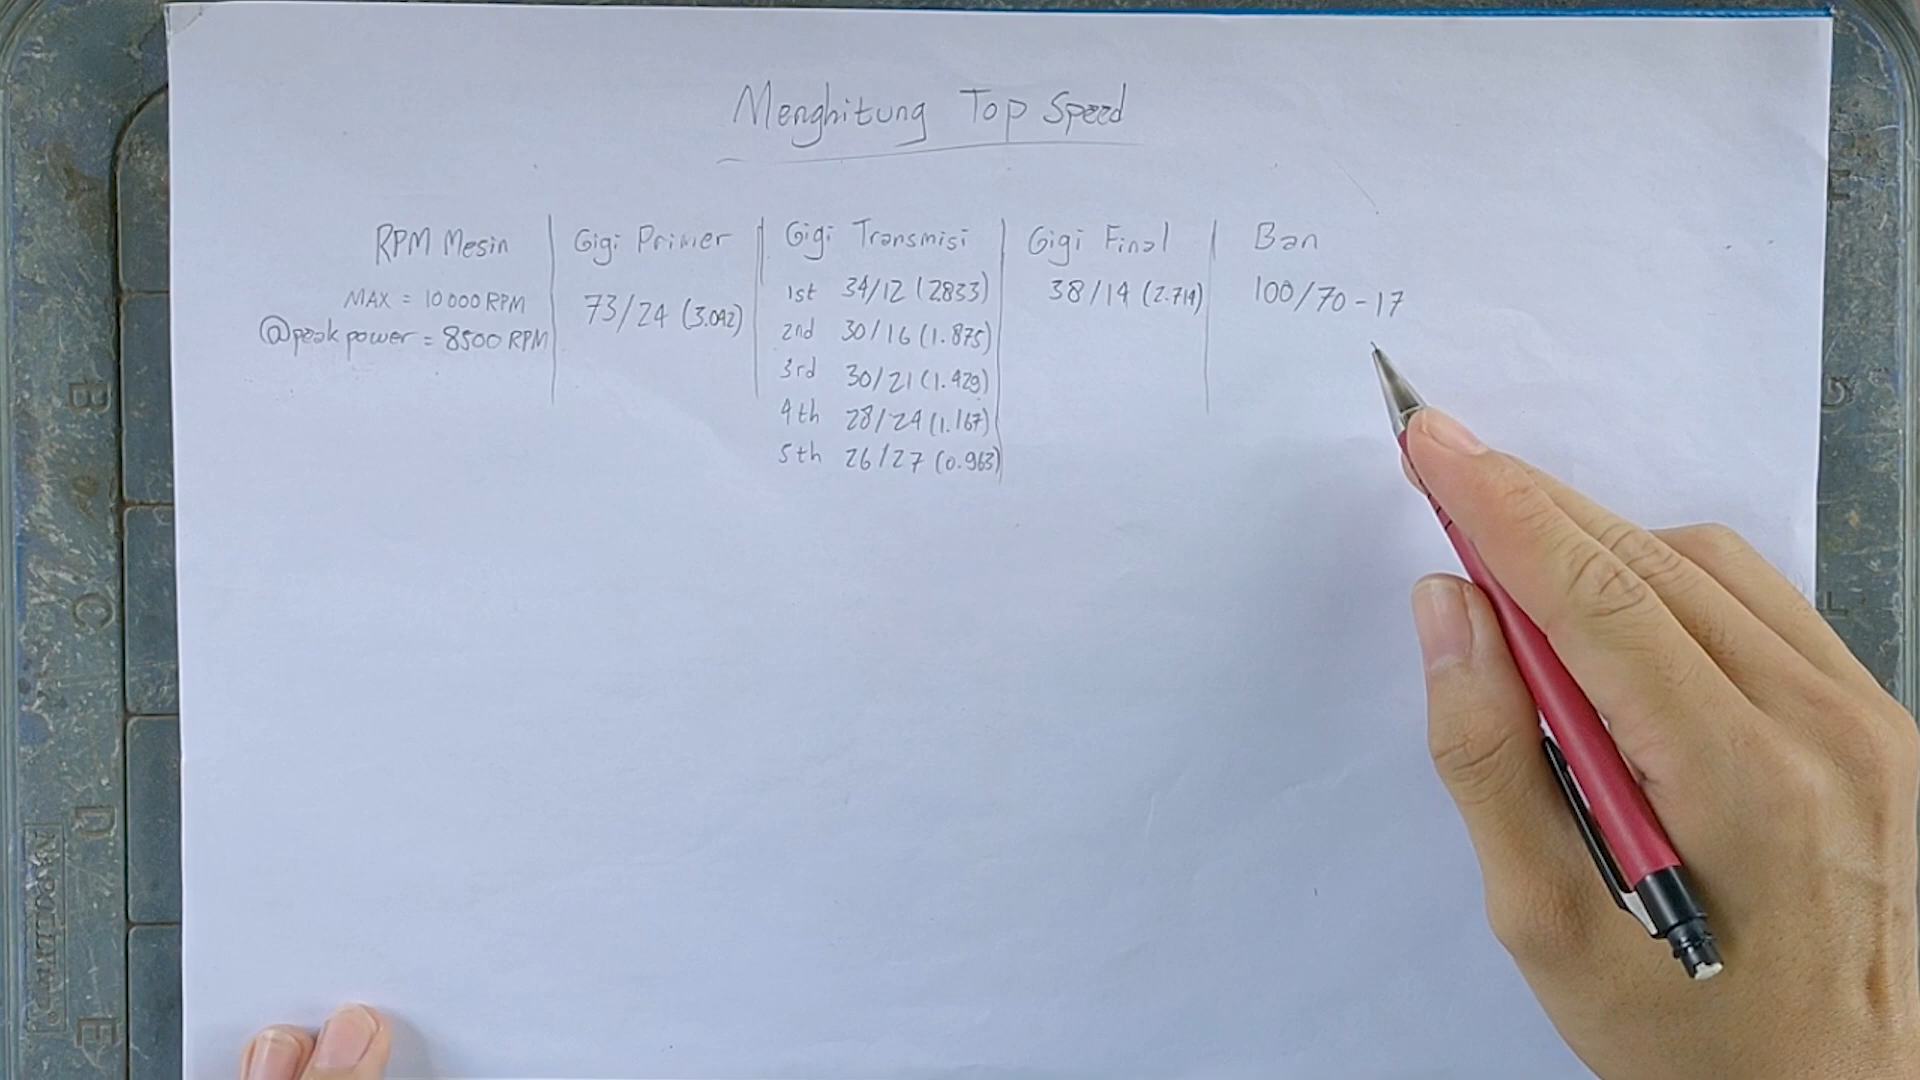 Menghitung Top Speed
RPM Mesin
MAX = 10000 RPM
@peak power = 8500 RPM
Gigi Primer
73/24 (3.042)
Gigi Transmisi
1st 34/12 (2833)
2nd 30/16 (1.875)
3rd 30/21 (1.429)
4th 28/24 (1.167)
5th 26/27 (0.963)
Gigi Final
38/14 (2.714)
Ban
100/70-17
B
C
D
E